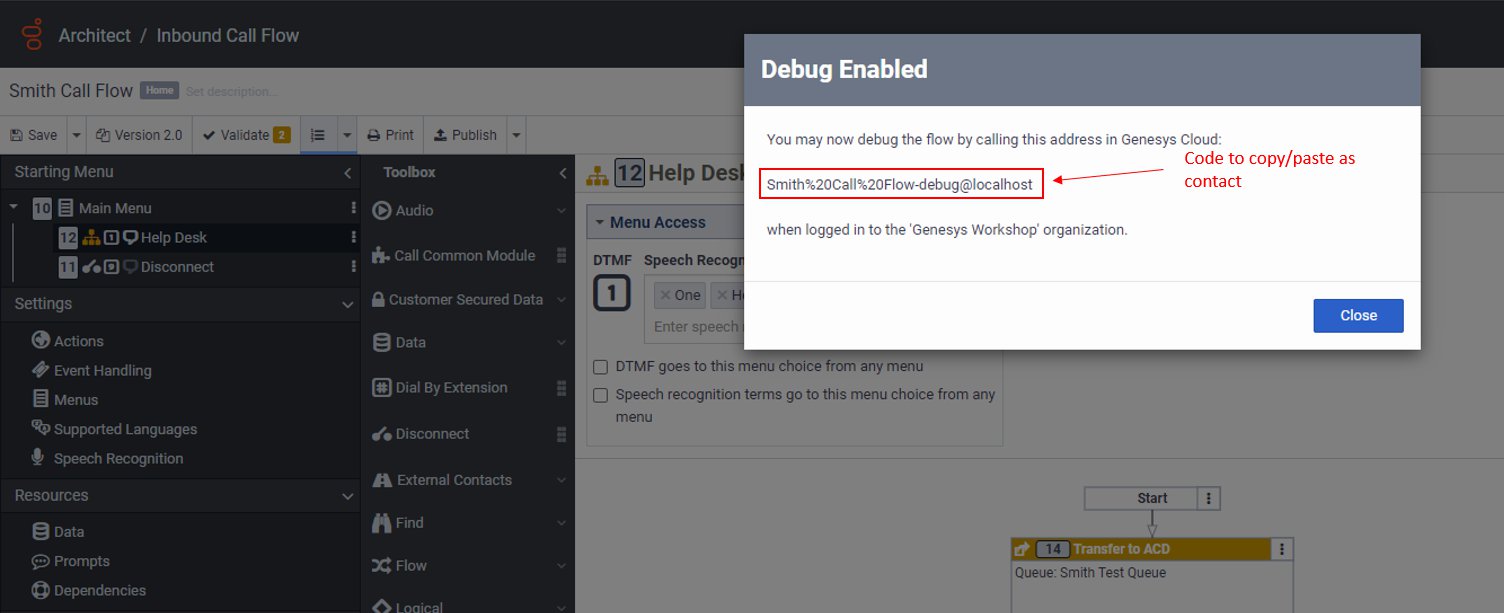 Architect / Inbound Call Flow
Smith Call Flow Home Set description...
Save Version 2.0 Validate 2 Print Publish
Debug Enabled
You may now debug the flow by calling this address in Genesys Cloud:
Smith%20Call%20Flow-debug@localhost
when logged in to the 'Genesys Workshop' organization.
Close
Code to copy/paste as
contact
Starting Menu
10 Main Menu
12 1 Help Desk
11 9 Disconnect
Settings
Actions
Event Handling
Menus
Supported Languages
Speech Recognition
Resources
Data
Prompts
Dependencies
Toolbox
Audio
Call Common Module
Customer Secured Data
Data
Dial By Extension
Disconnect
External Contacts
Find
Flow
Logical
12 Help Des
Menu Access
DTMF Speech Recogn
1
One
Enter speech
DTMF goes to this menu choice from any menu
Speech recognition terms go to this menu choice from any
menu
Start
14 Transfer to ACD
Queue: Smith Test Queue